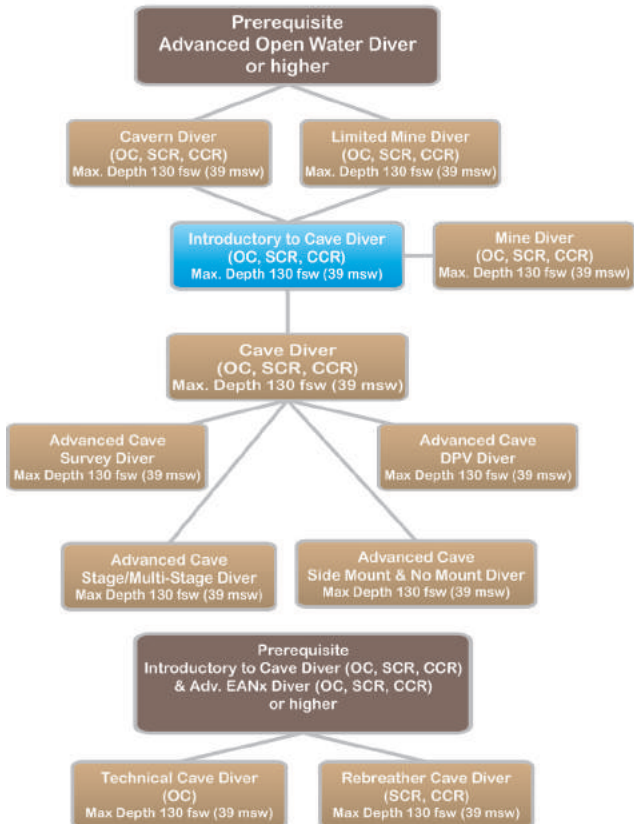 Prerequisite
Advanced Open Water Diver
or higher
Cavern Diver
(OC, SCR, CCR)
Max. Depth 130 fsw (39 msw)
Limited Mine Diver
(OC, SCR, CCR)
Max. Depth 130 fsw (39 msw)
Introductory to Cave Diver
(OC, SCR, CCR)
Max. Depth 130 fsw (39 msw)
Mine Diver
(OC, SCR, CCR)
Max. Depth 130 fsw (39 msw)
Cave Diver
(OC, SCR, CCR)
Max. Depth 130 fsw (39 msw)
Advanced Cave
Survey Diver
Max Depth 130 fsw (39 msw)
Advanced Cave
DPV Diver
Max Depth 130 fsw (39 msw)
Advanced Cave
Stage/Multi-Stage Diver
Max Depth 130 fsw (39 msw)
Advanced Cave
Side Mount & No Mount Diver
Max Depth 130 fsw (39 msw)
Prerequisite
Introductory to Cave Diver (OC, SCR, CCR)
& Adv. EANx Diver (OC, SCR, CCR)
or higher
Technical Cave Diver
(OC)
Max Depth 130 fsw (39 msw)
Rebreather Cave Diver
(SCR, CCR)
Max Depth 130 fsw (39 msw)